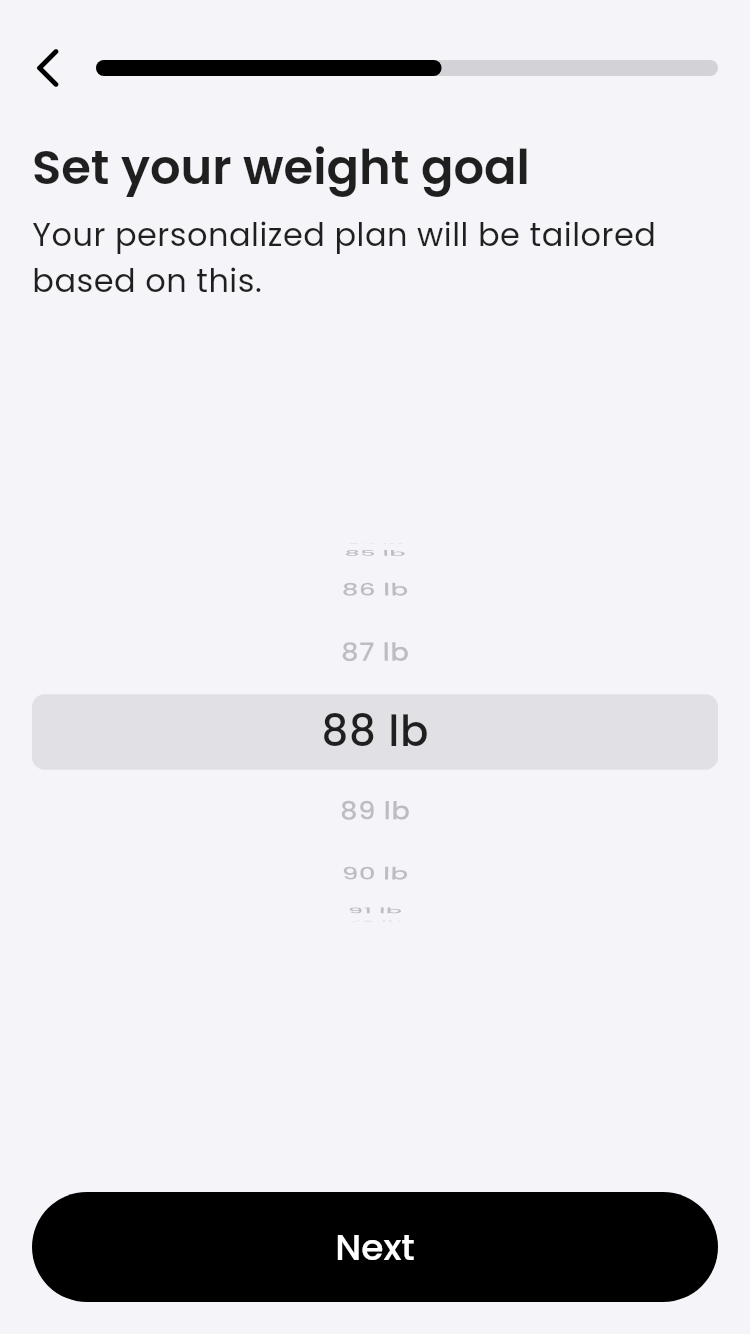 Set your weight goal
Your personalized plan will be tailored
based on this.
85 lb
86 lb
87 lb
88 lb
89 lb
90 lb
91 lb
Next